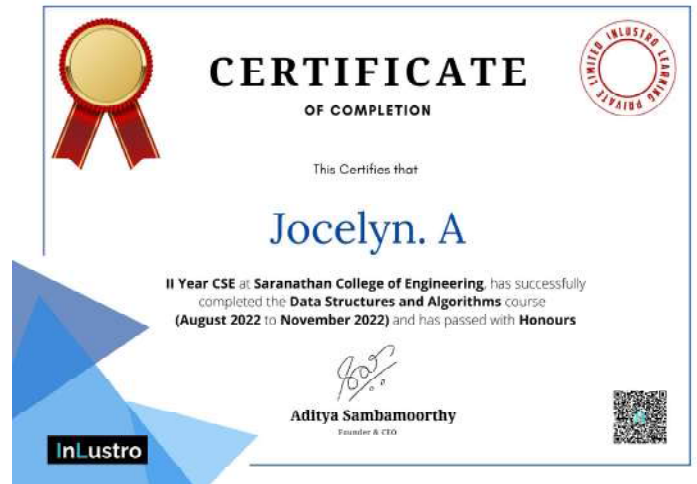 CERTIFICATE
OF COMPLETION
INLUSTRO LEARNING PRIVATE LIMITED
This Certifies that
Jocelyn. A
II Year CSE at Saranathan College of Engineering, has successfully
completed the Data Structures and Algorithms course
(August 2022 to November 2022) and has passed with Honours
Aditya Sambamoorthy
Founder & CEO
InLustro